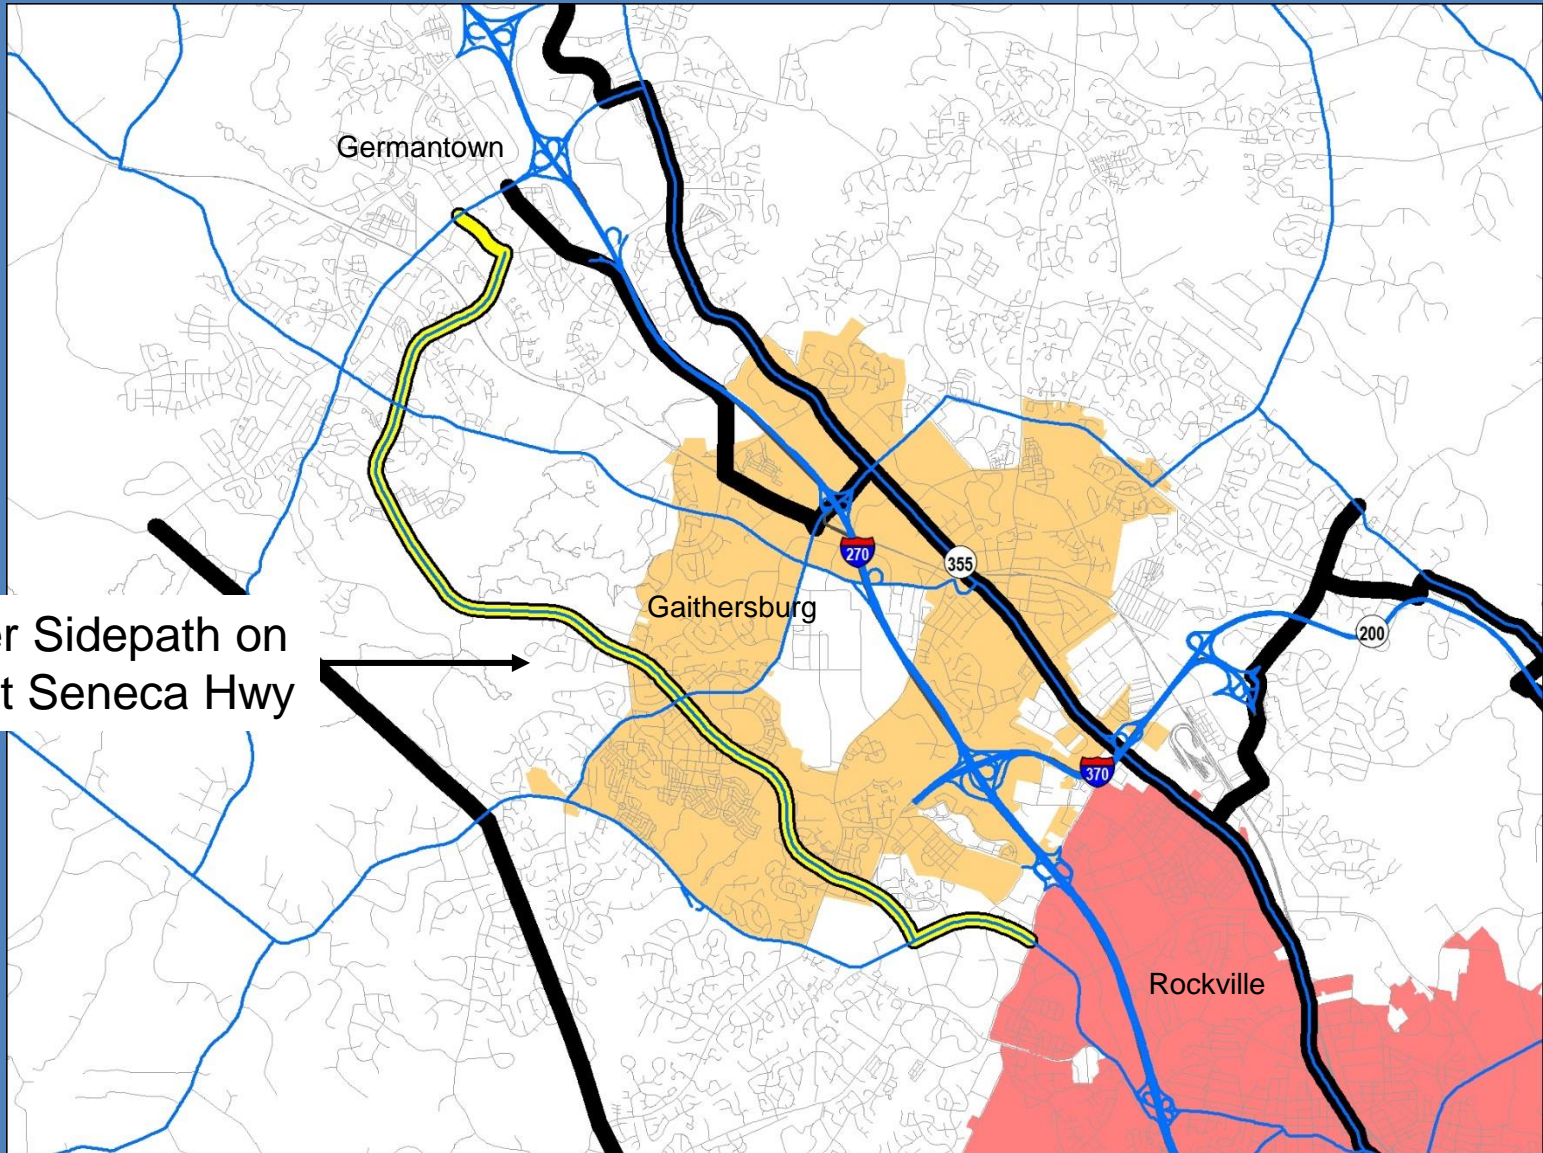 Germantown
270
355
Gaithersburg
200
er Sidepath on
t Seneca Hwy
370
Rockville